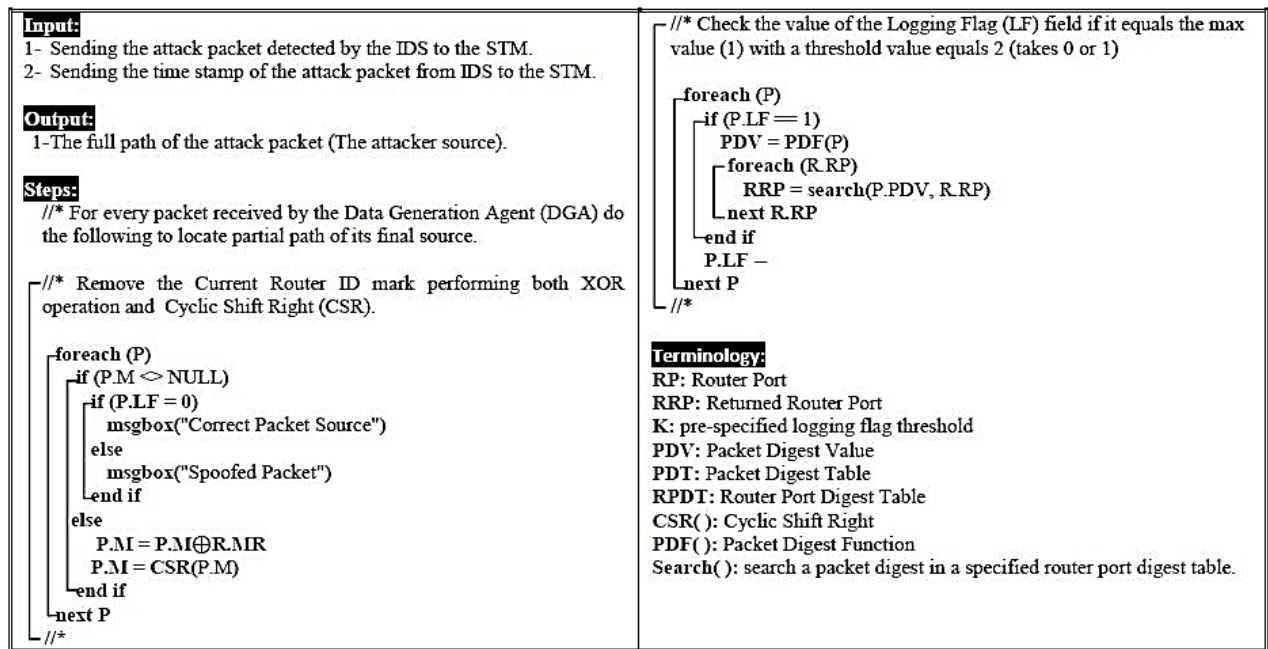 Input:
1- Sending the attack packet detected by the IDS to the STM.
2- Sending the time stamp of the attack packet from IDS to the STM.
Output:
1-The full path of the attack packet (The attacker source).
Steps:
//* For every packet received by the Data Generation Agent (DGA) do
the following to locate partial path of its final source.
//* Remove the Current Router ID mark performing both XOR
operation and Cyclic Shift Right (CSR).
foreach (P)
if (P.M <> NULL)
if (P.LF = 0)
msgbox("Correct Packet Source")
else
msgbox("Spoofed Packet")
end if
else
P.M = P.M⊕R.MR
P.M = CSR(P.M)
end if
next P
//*
//* Check the value of the Logging Flag (LF) field if it equals the max
value (1) with a threshold value equals 2 (takes 0 or 1)
foreach (P)
if (P.LF == 1)
PDV = PDF(P)
foreach (R.RP)
RRP = search(P.PDV, R.RP)
next R.RP
end if
P.LF –
next P
//*
Terminology:
RP: Router Port
RRP: Returned Router Port
K: pre-specified logging flag threshold
PDV: Packet Digest Value
PDT: Packet Digest Table
RPDT: Router Port Digest Table
CSR( ): Cyclic Shift Right
PDF( ): Packet Digest Function
Search( ): search a packet digest in a specified router port digest table.